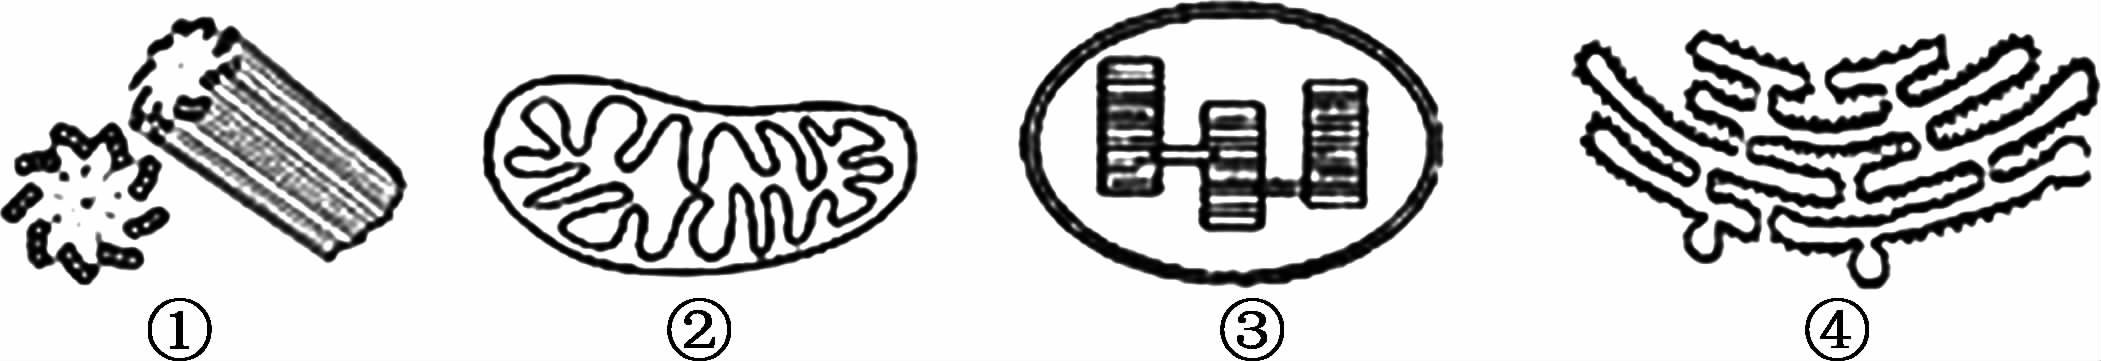 ① ② ③ ④